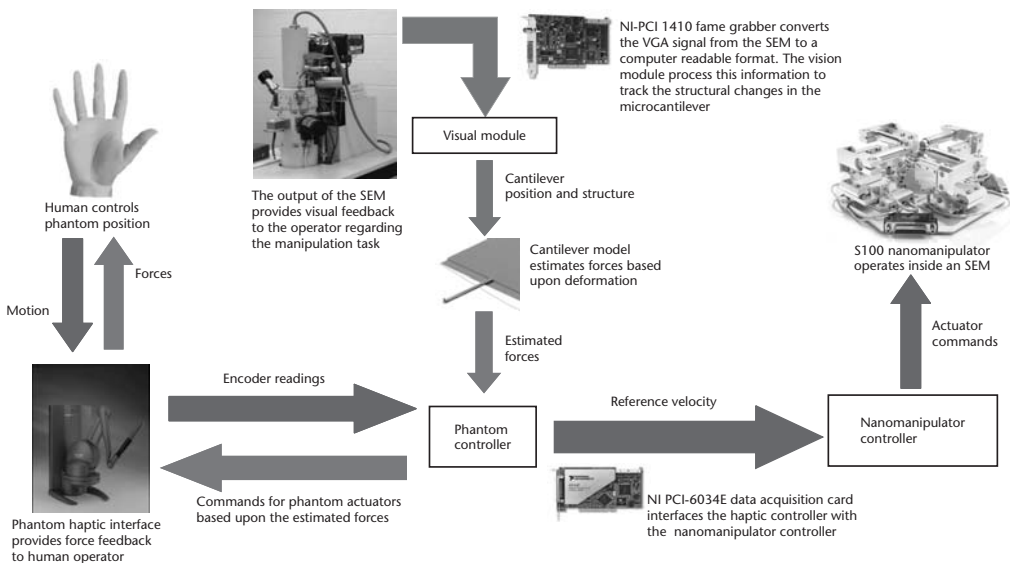 NI-PCI 1410 fame grabber converts
the VGA signal from the SEM to a
computer readable format. The vision
module process this information to
track the structural changes in the
microcantilever
Visual module
The output of the SEM
provides visual feedback
to the operator regarding
the manipulation task
Cantilever
position and structure
Human controls
phantom position
Cantilever model
estimates forces based
upon deformation
S100 nanomanipulator
operates inside an SEM
Forces
Motion
Estimated
forces
Actuator
commands
Encoder readings
Reference velocity
Phantom
controller
Nanomanipulator
controller
Commands for phantom actuators
based upon the estimated forces
NI PCI-6034E data acquisition card
interfaces the haptic controller with
the nanomanipulator controller
Phantom haptic interface
provides force feedback
to human operator